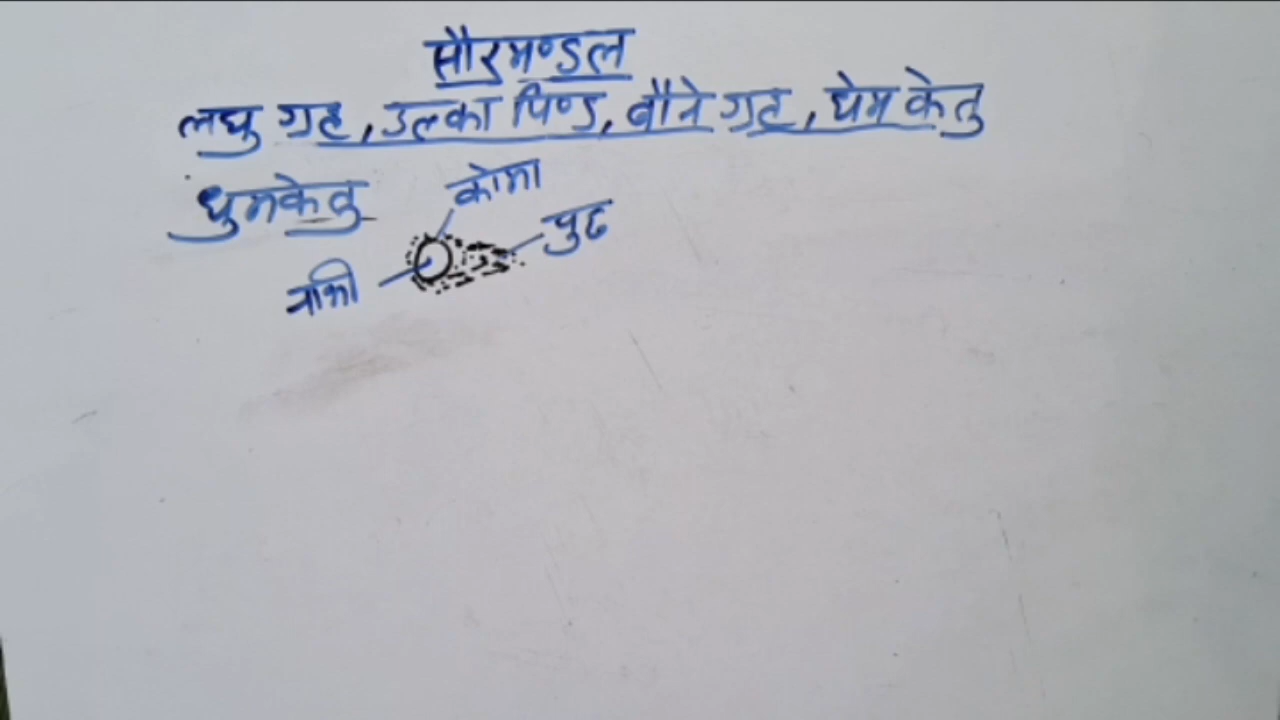 सौरमण्डल
लघु ग्रह, उल्का पिण्ड, बौने ग्रह, धेमकेतु
धुमकेतु
कोमा
पुछ
नाभी